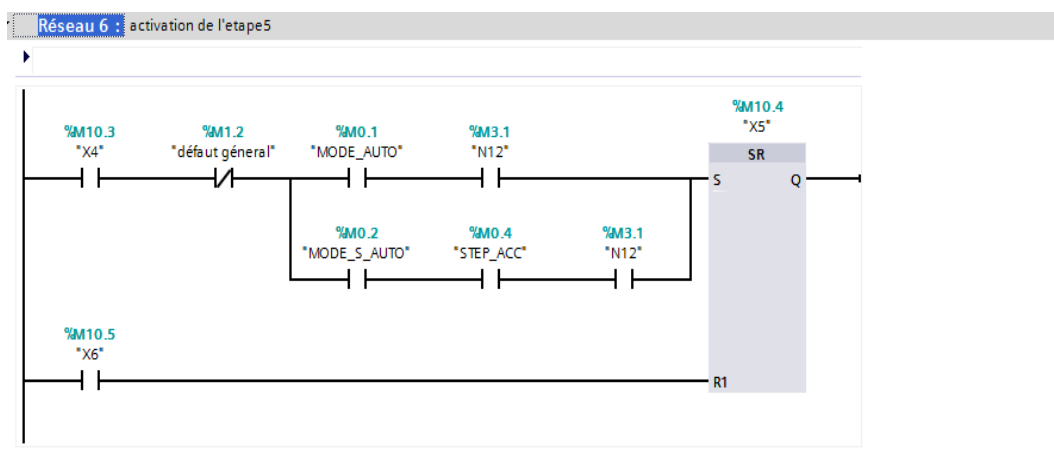 Réseau 6 : activation de l'etape5
%M10.4
"X5"
%M10.3 %M1.2 %M0.1 %M3.1
"X4" "défaut géneral" "MODE_AUTO" "N12"
SR
S Q
%M0.2 %M0.4 %M3.1
"MODE_S_AUTO" "STEP_ACC" "N12"
%M10.5
"X6"
R1